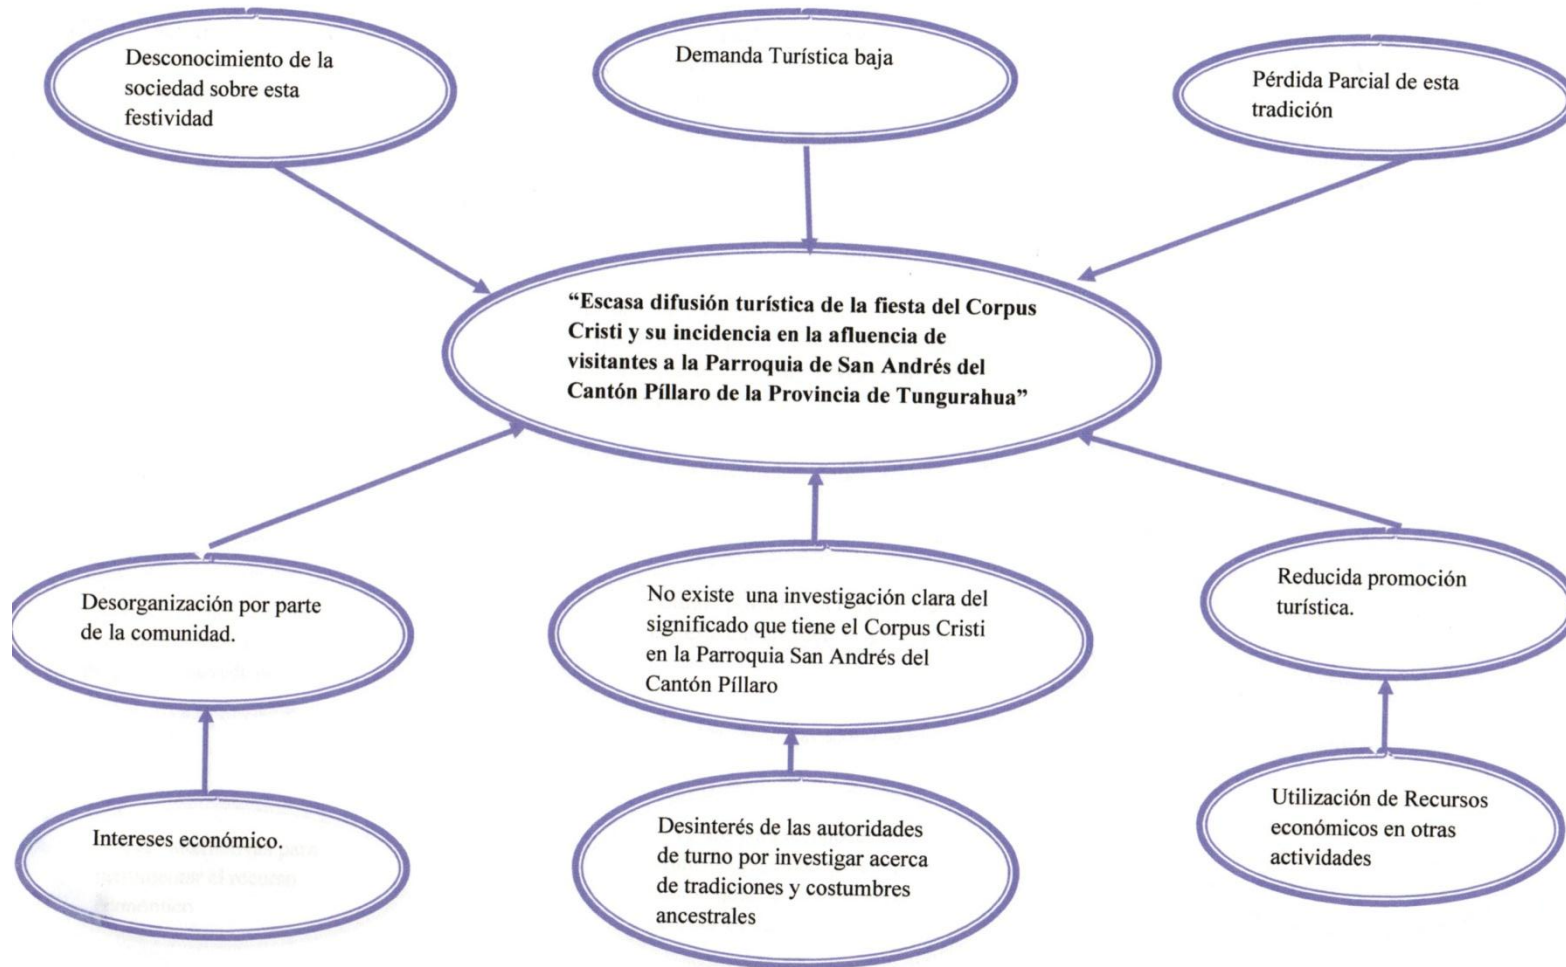 Desconocimiento de la
sociedad sobre esta
festividad
Demanda Turística baja
Pérdida Parcial de esta
tradición
“Escasa difusión turística de la fiesta del Corpus
Cristi y su incidencia en la afluencia de
visitantes a la Parroquia de San Andrés del
Cantón Píllaro de la Provincia de Tungurahua”
Desorganización por parte
de la comunidad.
No existe una investigación clara del
significado que tiene el Corpus Cristi
en la Parroquia San Andrés del
Cantón Píllaro
Reducida promoción
turística.
Intereses económico.
Desinterés de las autoridades
de turno por investigar acerca
de tradiciones y costumbres
ancestrales
Utilización de Recursos
económicos en otras
actividades